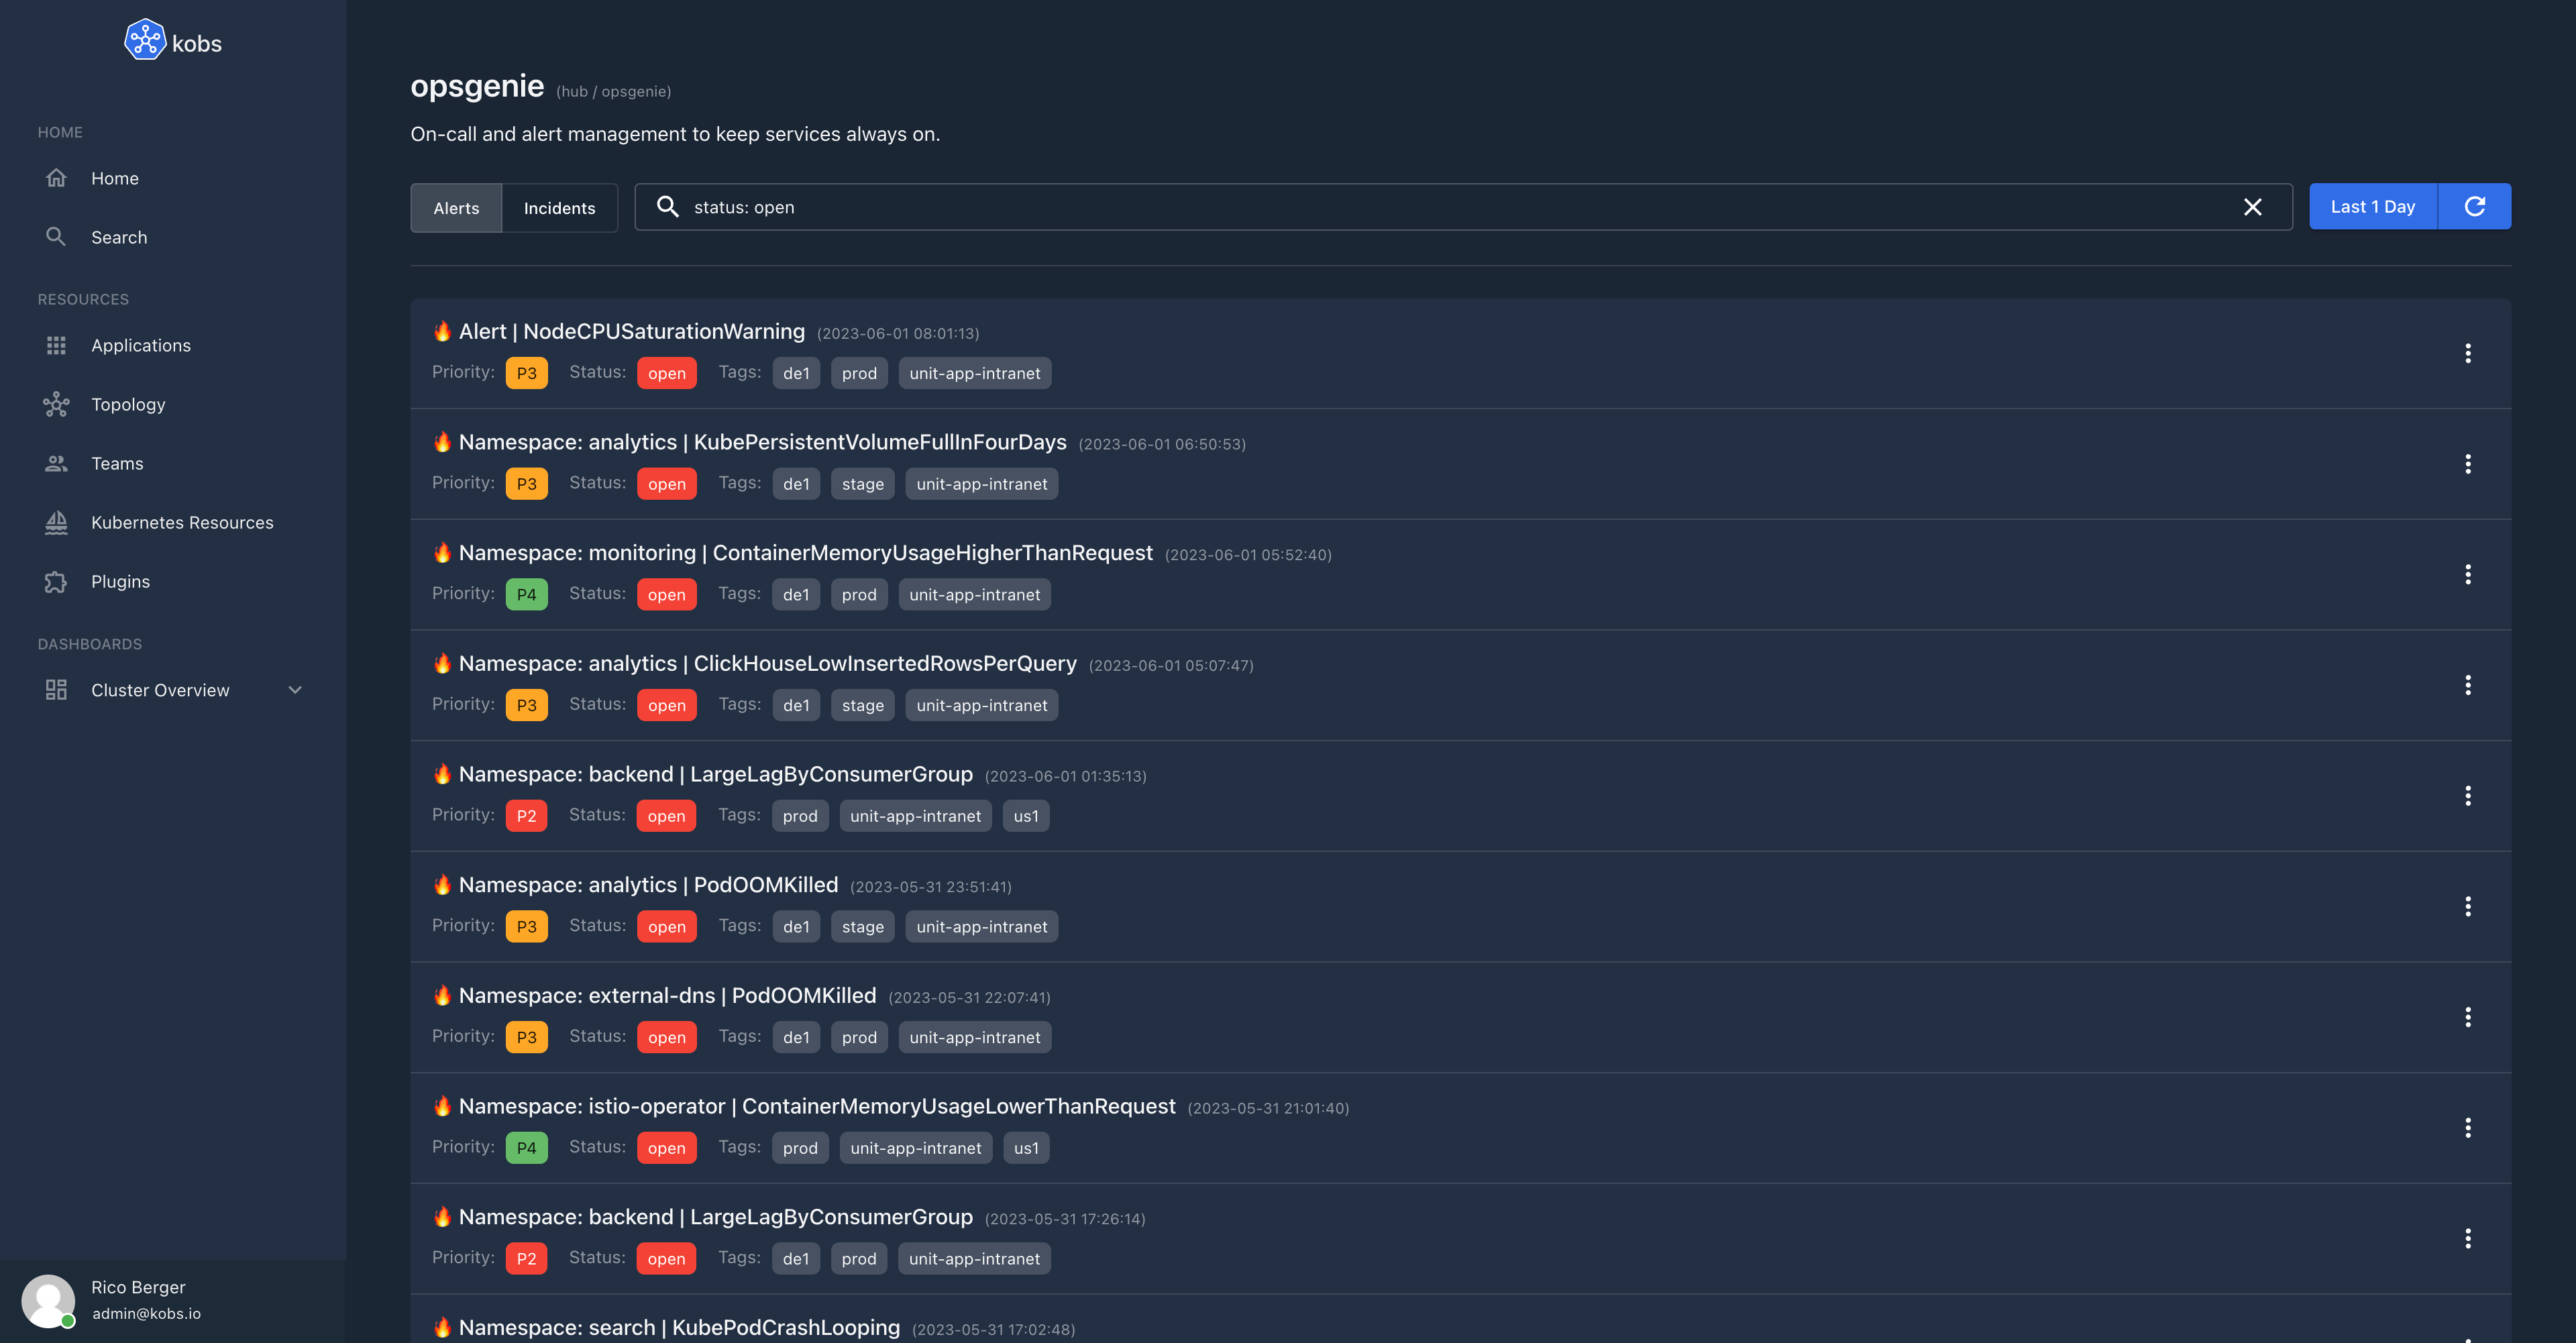 kobs
HOME
Home
Search
RESOURCES
Applications
Topology
Teams
Kubernetes Resources
Plugins
DASHBOARDS
Cluster Overview
Rico Berger
admin@kobs.io
opsgenie (hub / opsgenie)
On-call and alert management to keep services always on.
Alerts Incidents status: open Last 1 Day
Alert | NodeCPUSaturationWarning (2023-06-01 08:01:13)
Priority: P3 Status: open Tags: de1 prod unit-app-intranet
Namespace: analytics | KubePersistentVolumeFullInFourDays (2023-06-01 06:50:53)
Priority: P3 Status: open Tags: de1 stage unit-app-intranet
Namespace: monitoring | ContainerMemoryUsageHigherThanRequest (2023-06-01 05:52:40)
Priority: P4 Status: open Tags: de1 prod unit-app-intranet
Namespace: analytics | ClickHouseLowInsertedRowsPerQuery (2023-06-01 05:07:47)
Priority: P3 Status: open Tags: de1 stage unit-app-intranet
Namespace: backend | LargeLagByConsumerGroup (2023-06-01 01:35:13)
Priority: P2 Status: open Tags: prod unit-app-intranet us1
Namespace: analytics | PodOOMKilled (2023-05-31 23:51:41)
Priority: P3 Status: open Tags: de1 stage unit-app-intranet
Namespace: external-dns | PodOOMKilled (2023-05-31 22:07:41)
Priority: P3 Status: open Tags: de1 prod unit-app-intranet
Namespace: istio-operator | ContainerMemoryUsageLowerThanRequest (2023-05-31 21:01:40)
Priority: P4 Status: open Tags: prod unit-app-intranet us1
Namespace: backend | LargeLagByConsumerGroup (2023-05-31 17:26:14)
Priority: P2 Status: open Tags: de1 prod unit-app-intranet
Namespace: search | KubePodCrashLooping (2023-05-31 17:02:48)